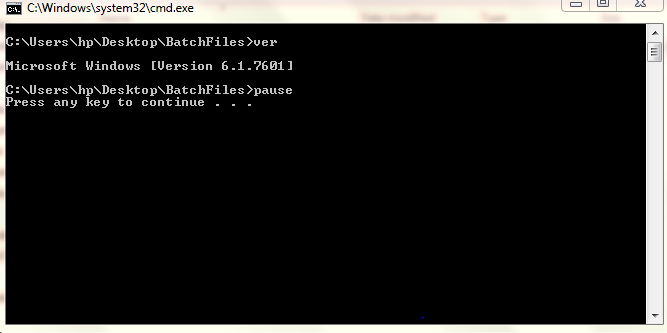 C:\Windows\system32\cmd.exe
C:\Users\hp\Desktop\BatchFiles>ver
Microsoft Windows [Version 6.1.7601]
C:\Users\hp\Desktop\BatchFiles>pause
Press any key to continue . . .